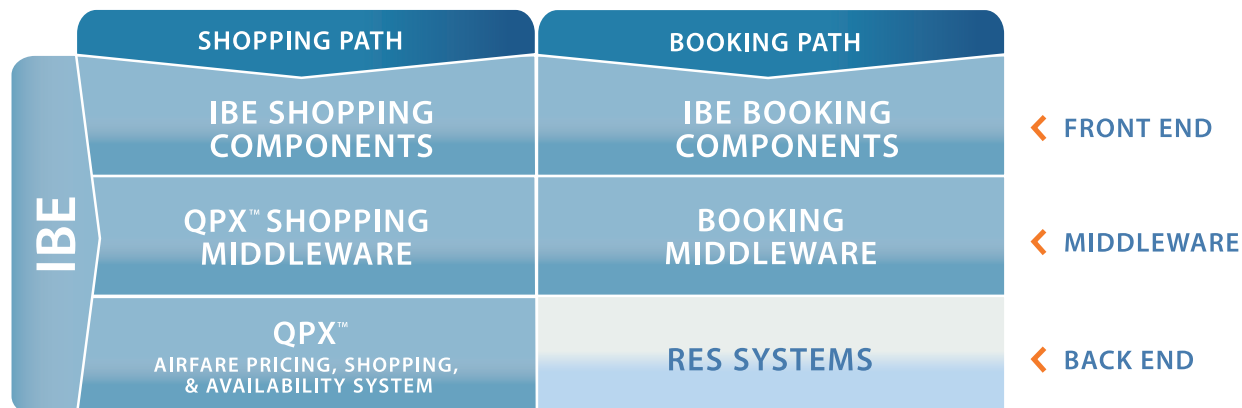 SHOPPING PATH
BOOKING PATH
IBE
IBE SHOPPING
COMPONENTS
IBE BOOKING
COMPONENTS
FRONT END
QPX™ SHOPPING
MIDDLEWARE
BOOKING
MIDDLEWARE
MIDDLEWARE
QPX™
AIRFARE PRICING, SHOPPING,
& AVAILABILITY SYSTEM
RES SYSTEMS
BACK END